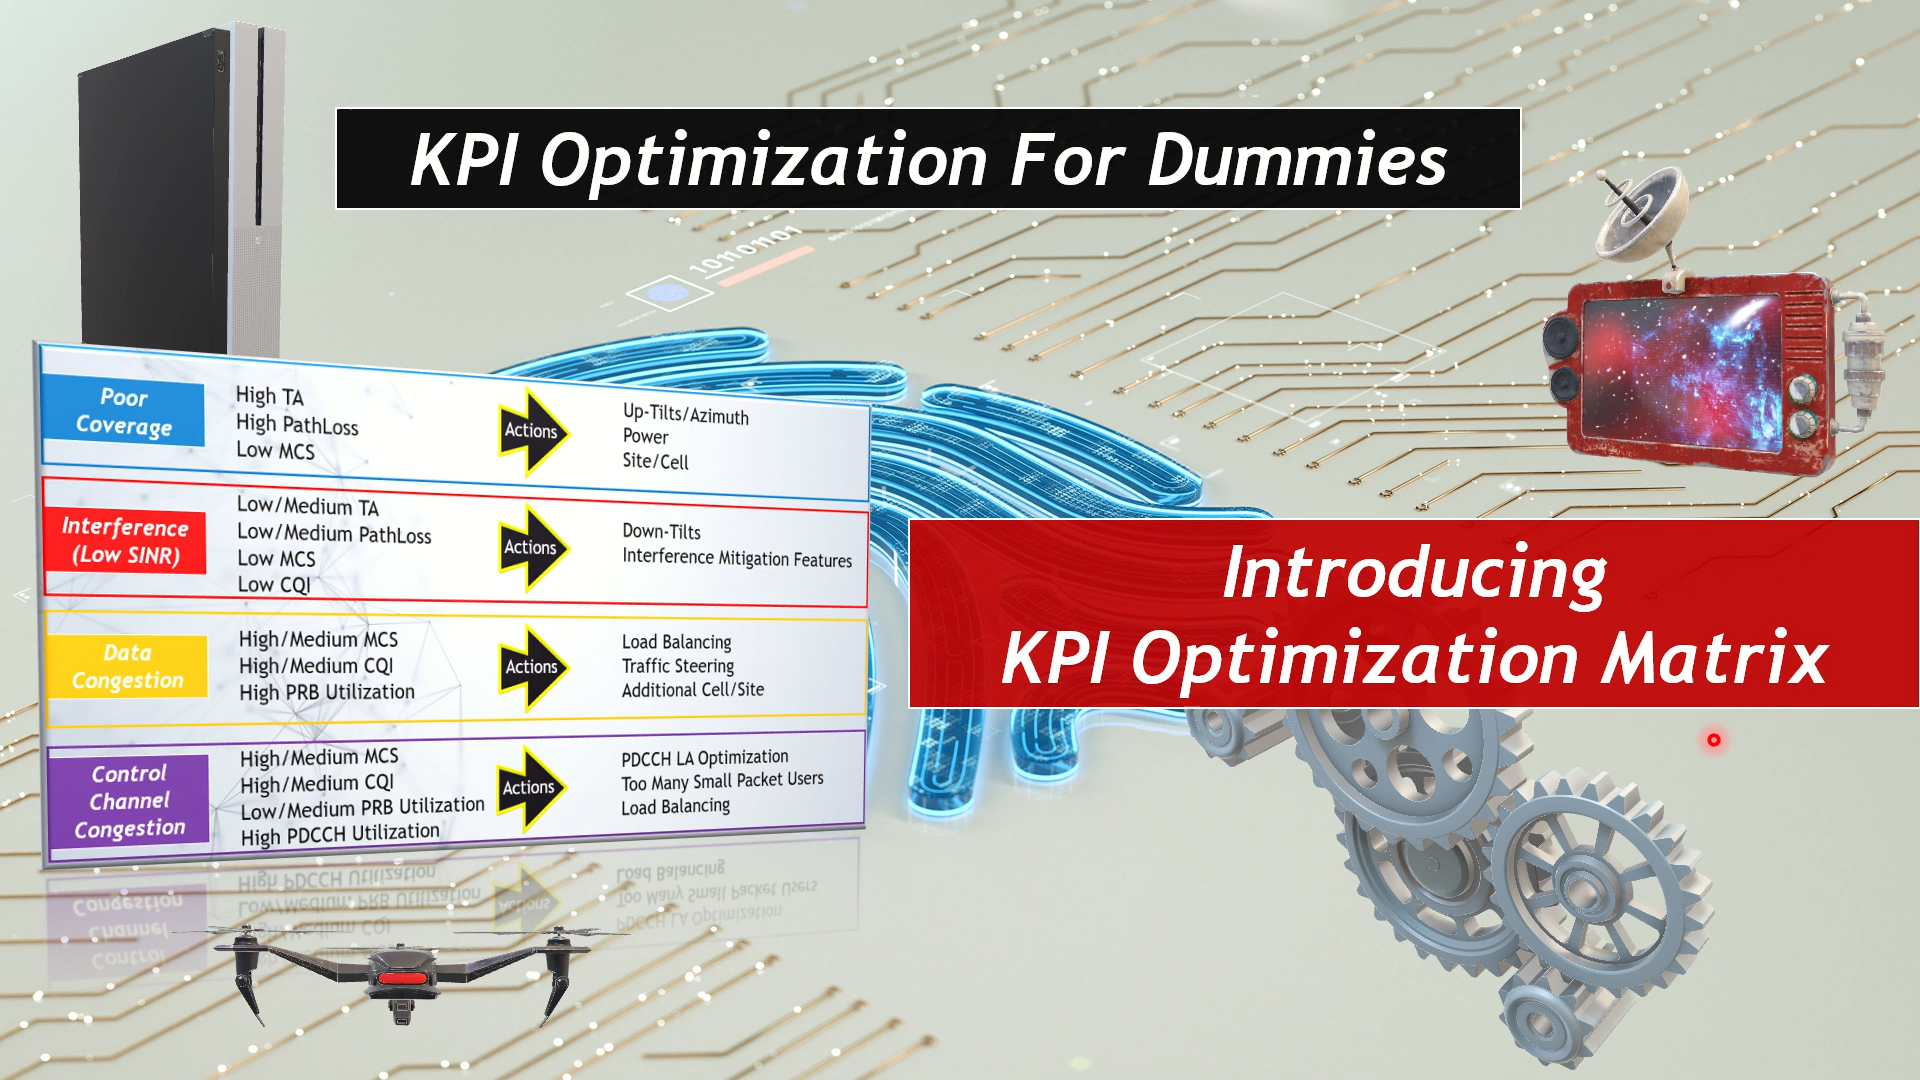 KPI Optimization For Dummies
10110101
Introducing
KPI Optimization Matrix
Poor
Coverage
High TA
High PathLoss
Low MCS
Actions
Up-Tilts/Azimuth
Power
Site/Cell
Interference
(Low SINR)
Low/Medium TA
Low/Medium PathLoss
Low MCS
Low CQI
Actions
Down-Tilts
Interference Mitigation Features
Data
Congestion
High/Medium MCS
High/Medium CQI
High PRB Utilization
Actions
Load Balancing
Traffic Steering
Additional Cell/Site
Control
Channel
Congestion
High/Medium MCS
High/Medium CQI
Low/Medium PRB Utilization
High PDCCH Utilization
Actions
PDCCH LA Optimization
Too Many Small Packet Users
Load Balancing